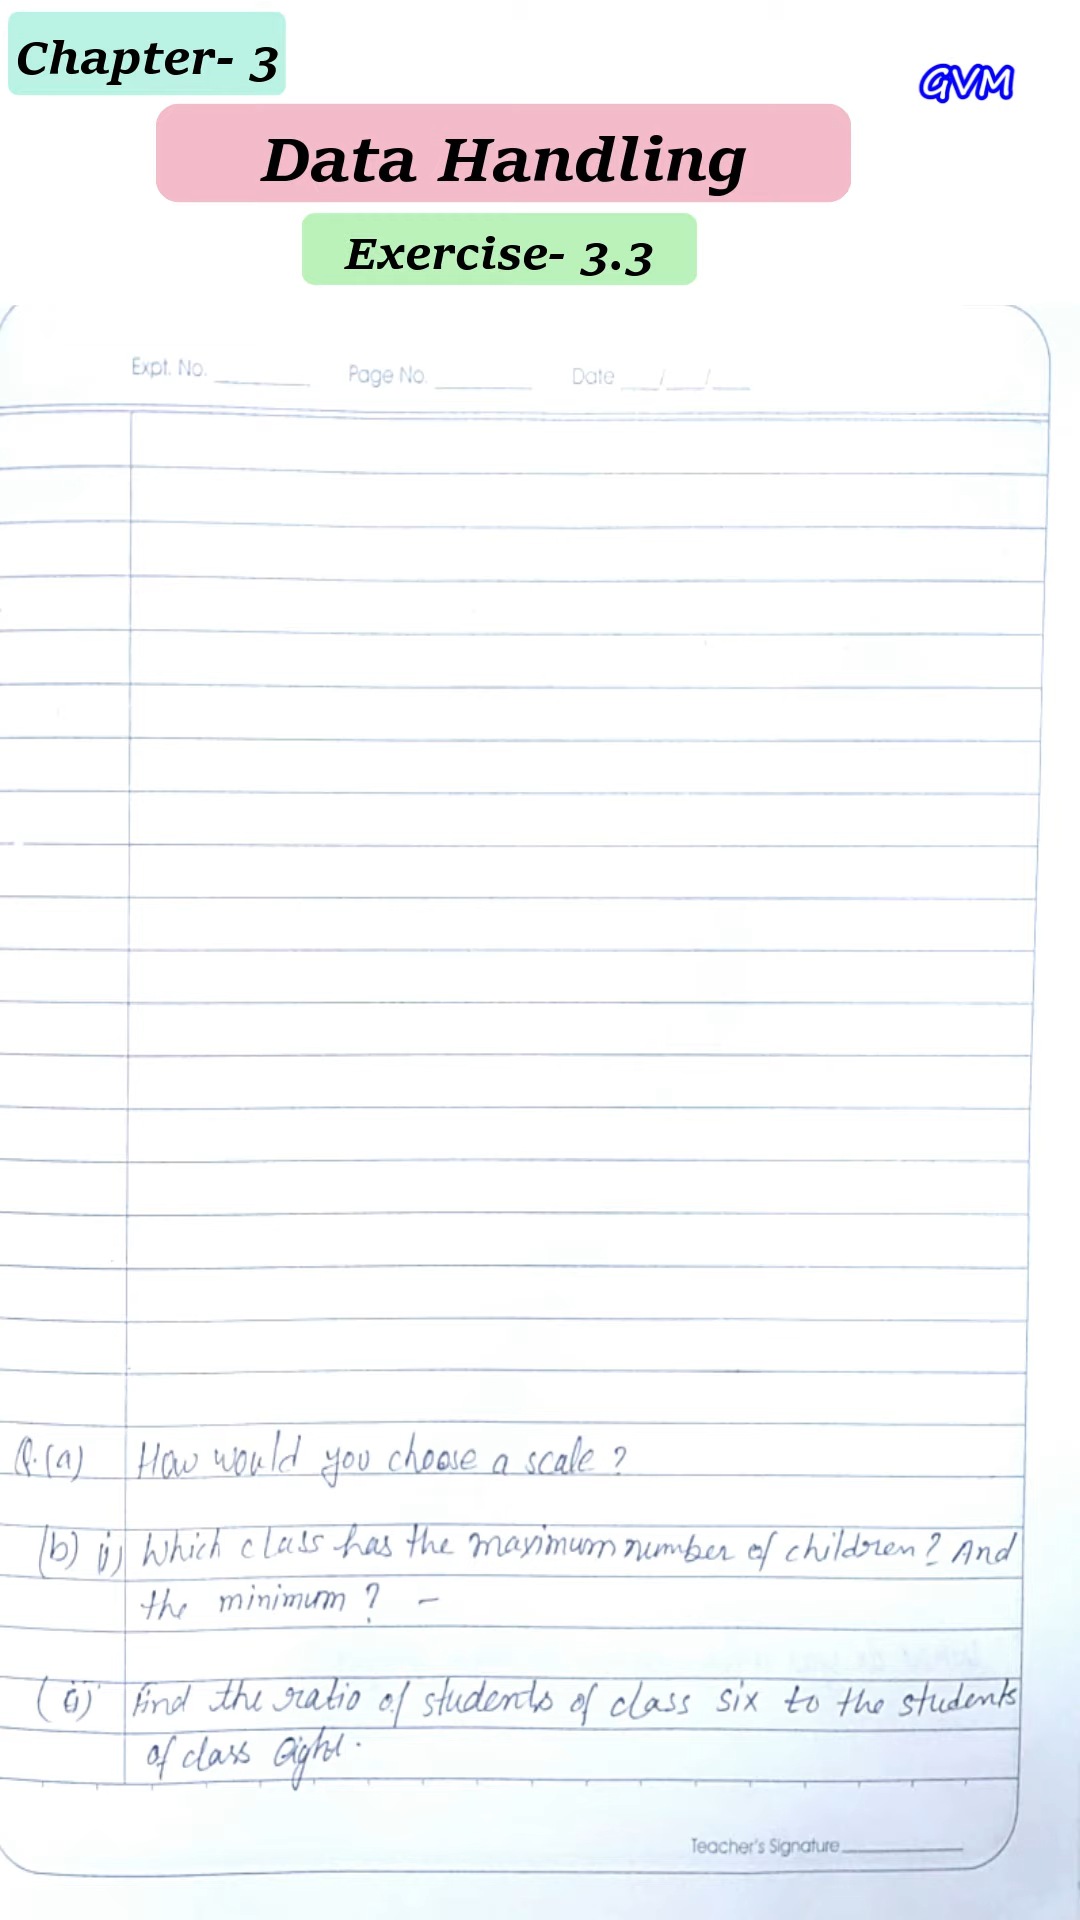 Chapter- 3
GVM
Data Handling
Exercise- 3.3
Expt. No. Page No. Date
Q.(a) How would you choose a scale?
(b) i) Which class has the maximum number of children? And
the minimum? -
(ii) Find the ratio of students of class six to the students
of class eight.
Teacher's Signature